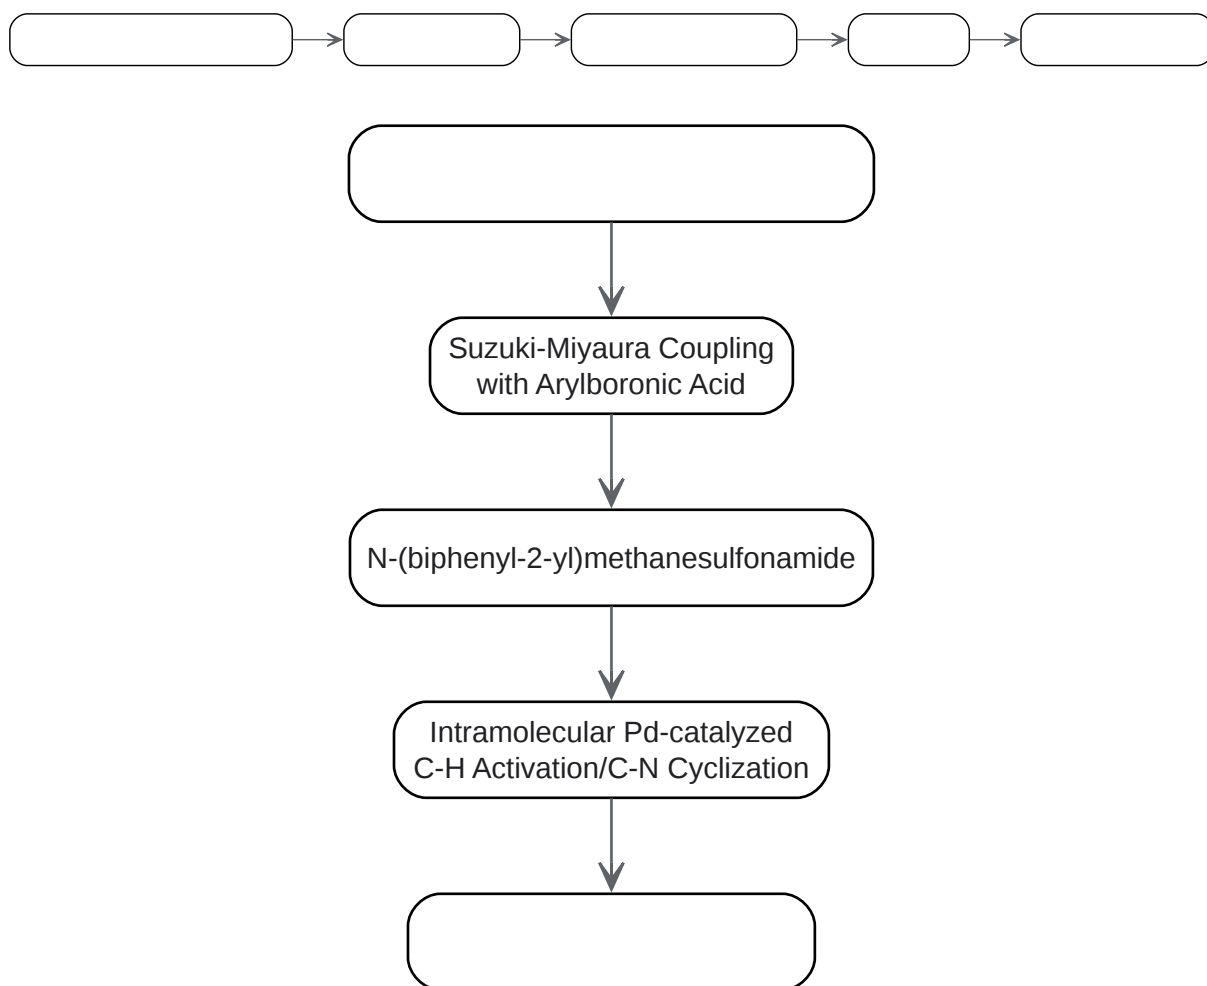 Suzuki-Miyaura Coupling
with Arylboronic Acid
N-(biphenyl-2-yl)methanesulfonamide
Intramolecular Pd-catalyzed
C-H Activation/C-N Cyclization